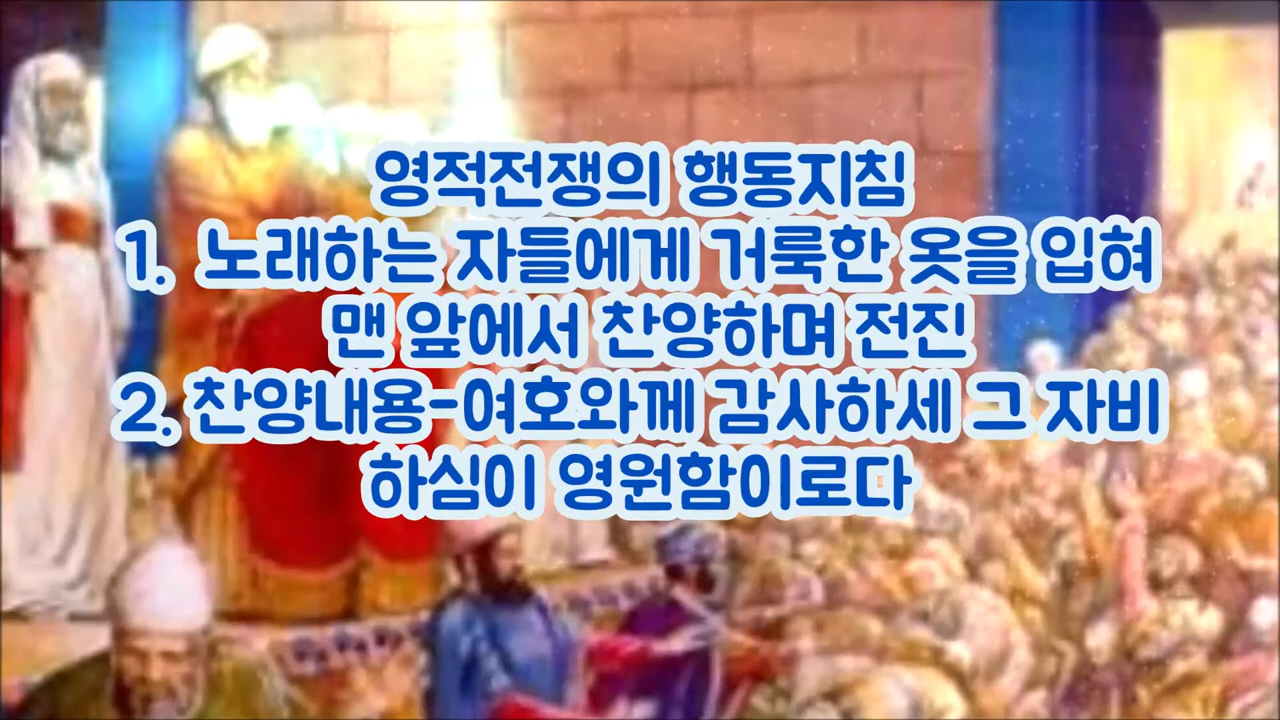 영적전쟁의 행동지침
1. 노래하는 자들에게 거룩한 옷을 입혀
맨 앞에서 찬양하며 전진
2. 찬양내용-여호와께 감사하세 그 자비
하심이 영원함이로다